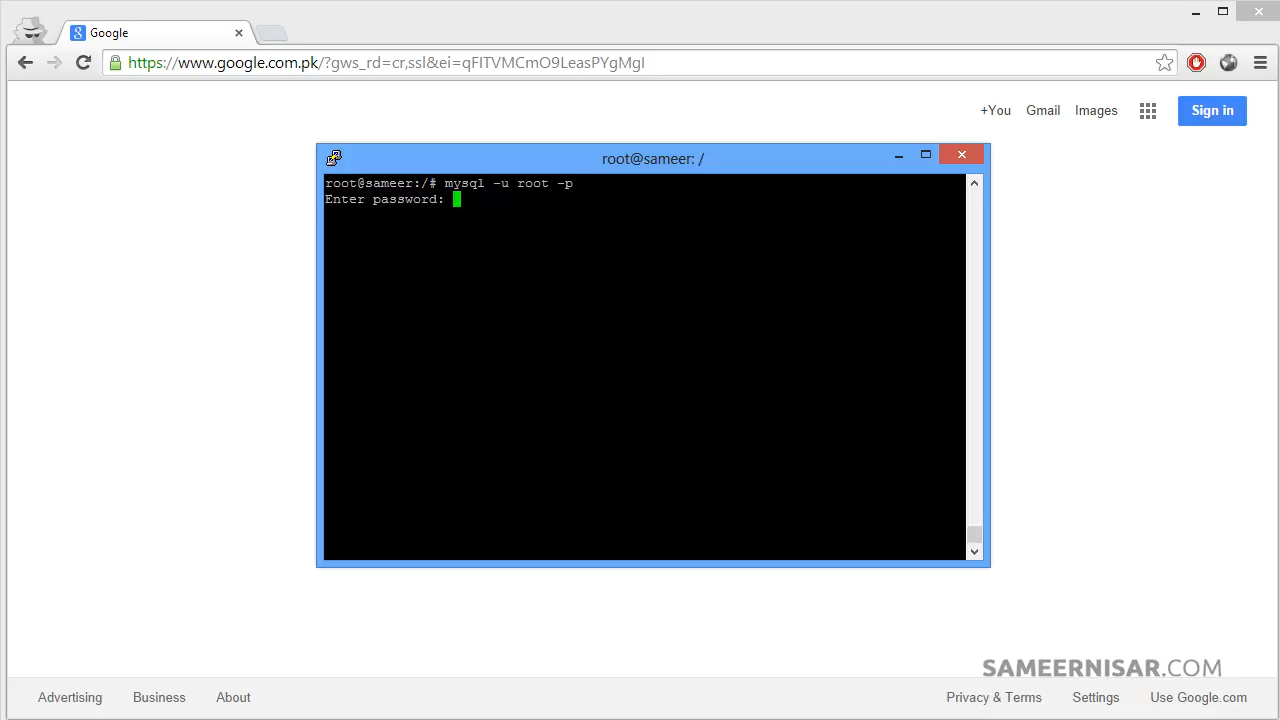 Google
https://www.google.com.pk/?gws_rd=cr,ssl&ei=qFITVMCmO9LeasPYgMgI
+You Gmail Images Sign in
root@sameer: /
root@sameer:/# mysql -u root -p
Enter password:
SAMEERNISAR.COM
Advertising Business About Privacy & Terms Settings Use Google.com